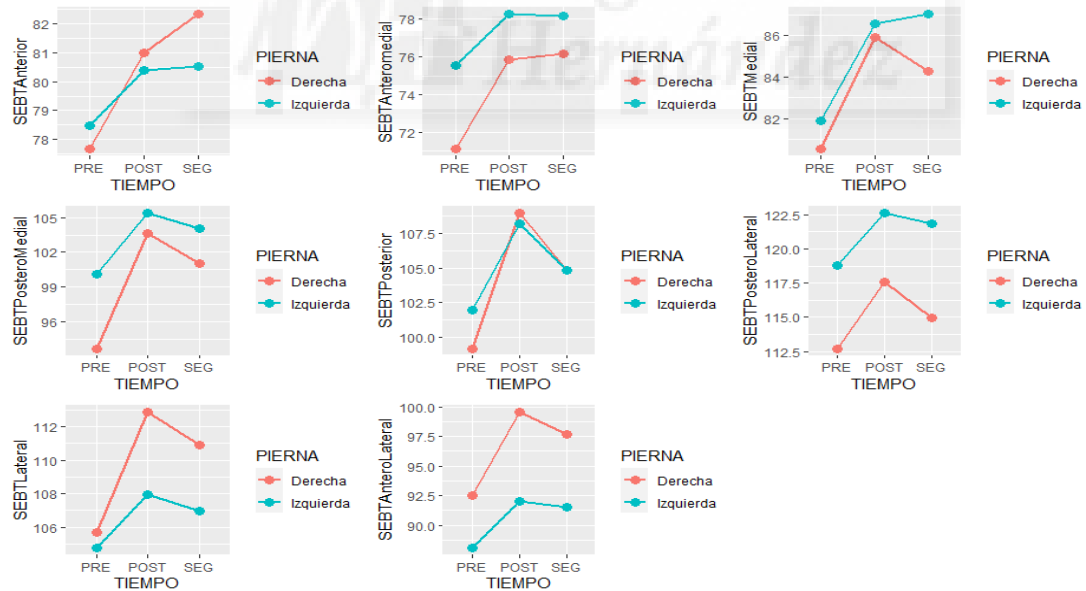 SEBTAnterior
82
81
80
79
78
PRE POST SEG
TIEMPO
PIERNA
Derecha
Izquierda
SEBTAnteromedial
78
76
74
72
PRE POST SEG
TIEMPO
PIERNA
Derecha
Izquierda
SEBTMedial
86
84
82
PRE POST SEG
TIEMPO
PIERNA
Derecha
Izquierda
Hernández
SEBTPosteroMedial
105
102
99
96
PRE POST SEG
TIEMPO
PIERNA
Derecha
Izquierda
SEBTPosterior
107.5
105.0
102.5
100.0
PRE POST SEG
TIEMPO
PIERNA
Derecha
Izquierda
SEBTPosteroLateral
122.5
120.0
117.5
115.0
112.5
PRE POST SEG
TIEMPO
PIERNA
Derecha
Izquierda
SEBTLateral
112
110
108
106
PRE POST SEG
TIEMPO
PIERNA
Derecha
Izquierda
SEBTAnteroLateral
100.0
97.5
95.0
92.5
90.0
PRE POST SEG
TIEMPO
PIERNA
Derecha
Izquierda